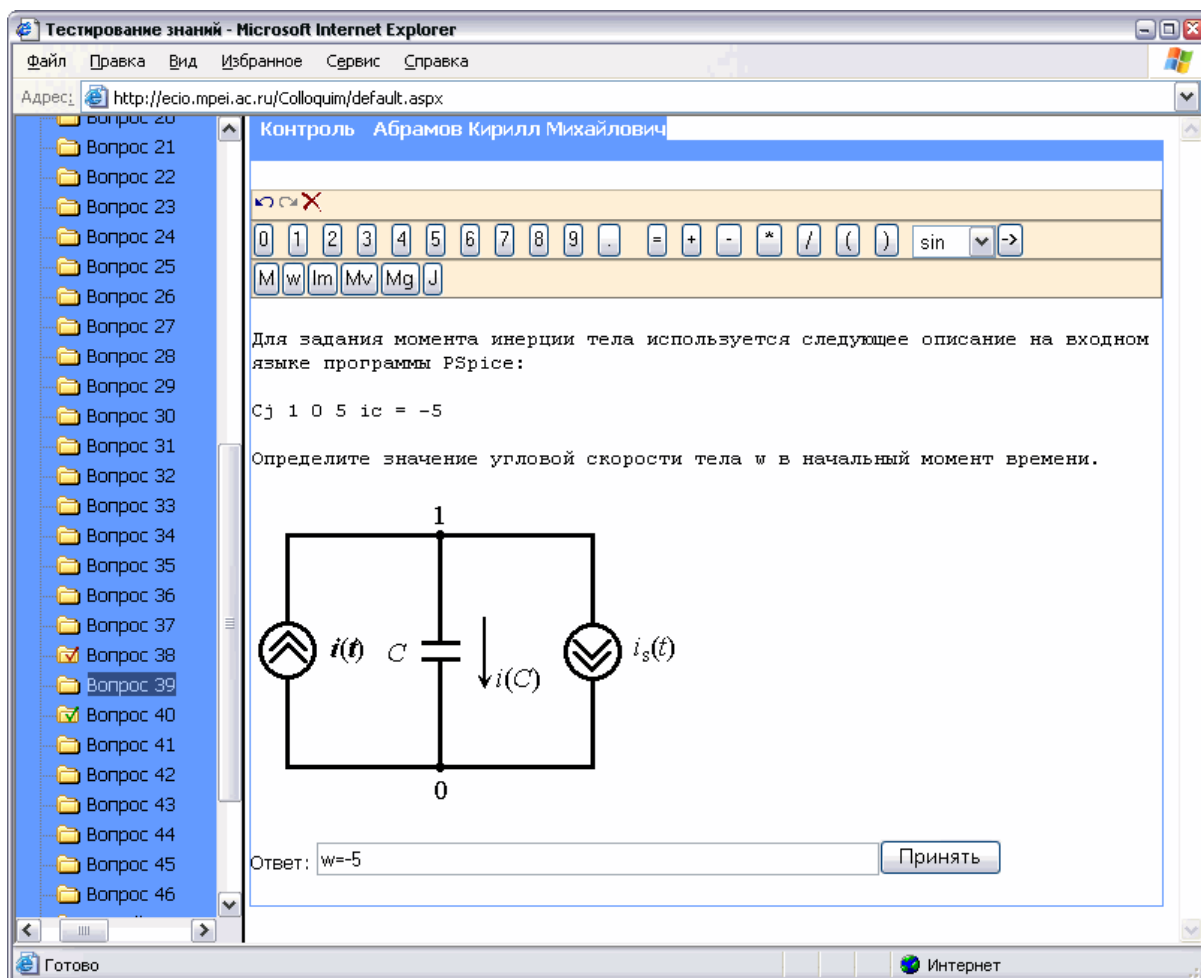 Тестирование знаний - Microsoft Internet Explorer
Файл Правка Вид Избранное Сервис Справка
Адрес: http://ecio.mpei.ac.ru/Colloquim/default.aspx
Вопрос 20
Вопрос 21
Вопрос 22
Вопрос 23
Вопрос 24
Вопрос 25
Вопрос 26
Вопрос 27
Вопрос 28
Вопрос 29
Вопрос 30
Вопрос 31
Вопрос 32
Вопрос 33
Вопрос 34
Вопрос 35
Вопрос 36
Вопрос 37
Вопрос 38
Вопрос 39
Вопрос 40
Вопрос 41
Вопрос 42
Вопрос 43
Вопрос 44
Вопрос 45
Вопрос 46
Контроль Абрамов Кирилл Михайлович
0 1 2 3 4 5 6 7 8 9 . = + - * / ( ) sin ->
M w Im Mv Mg J
Для задания момента инерции тела используется следующее описание на входном
языке программы PSpice:
Cj 1 0 5 ic = -5
Определите значение угловой скорости тела w в начальный момент времени.
1
i(t) C i(C) i_s(t)
0
Ответ: w=-5 Принять
Готово Интернет